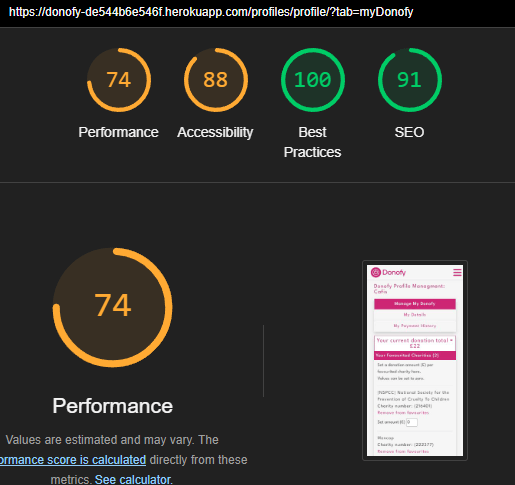 https://donofy-de544b6e546f.herokuapp.com/profiles/profile/?tab=myDonofy
74
88
100
91
Performance
Accessibility
Best
Practices
SEO
74
Performance
Values are estimated and may vary. The
ormance score is calculated directly from these
metrics. See calculator.
Donofy
Donofy Profile Managment:
Manage My Donofy
My Details
My Payment History
Your current donation total *
£22
Your Favourited Charities (3)
Set a donation amount (£) per
favourited charity here.
Values can be set to zero.
(NSPCC) National Society for the
Prevention of Cruelty To Children
Charity number: (216401)
Remove from favourites
Set amount (£) 0
Mencap
Charity number: (222377)
Remove from favourites